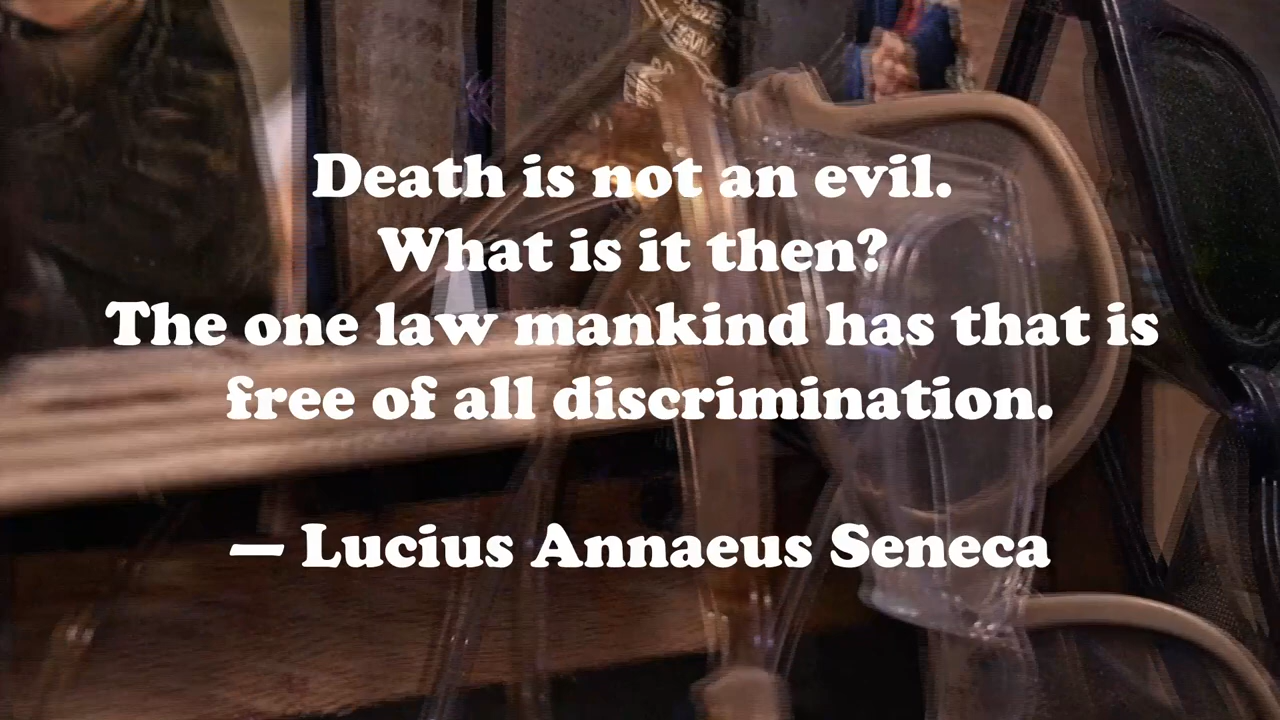 Death is not an evil.
What is it then?
The one law mankind has that is
free of all discrimination.
— Lucius Annaeus Seneca